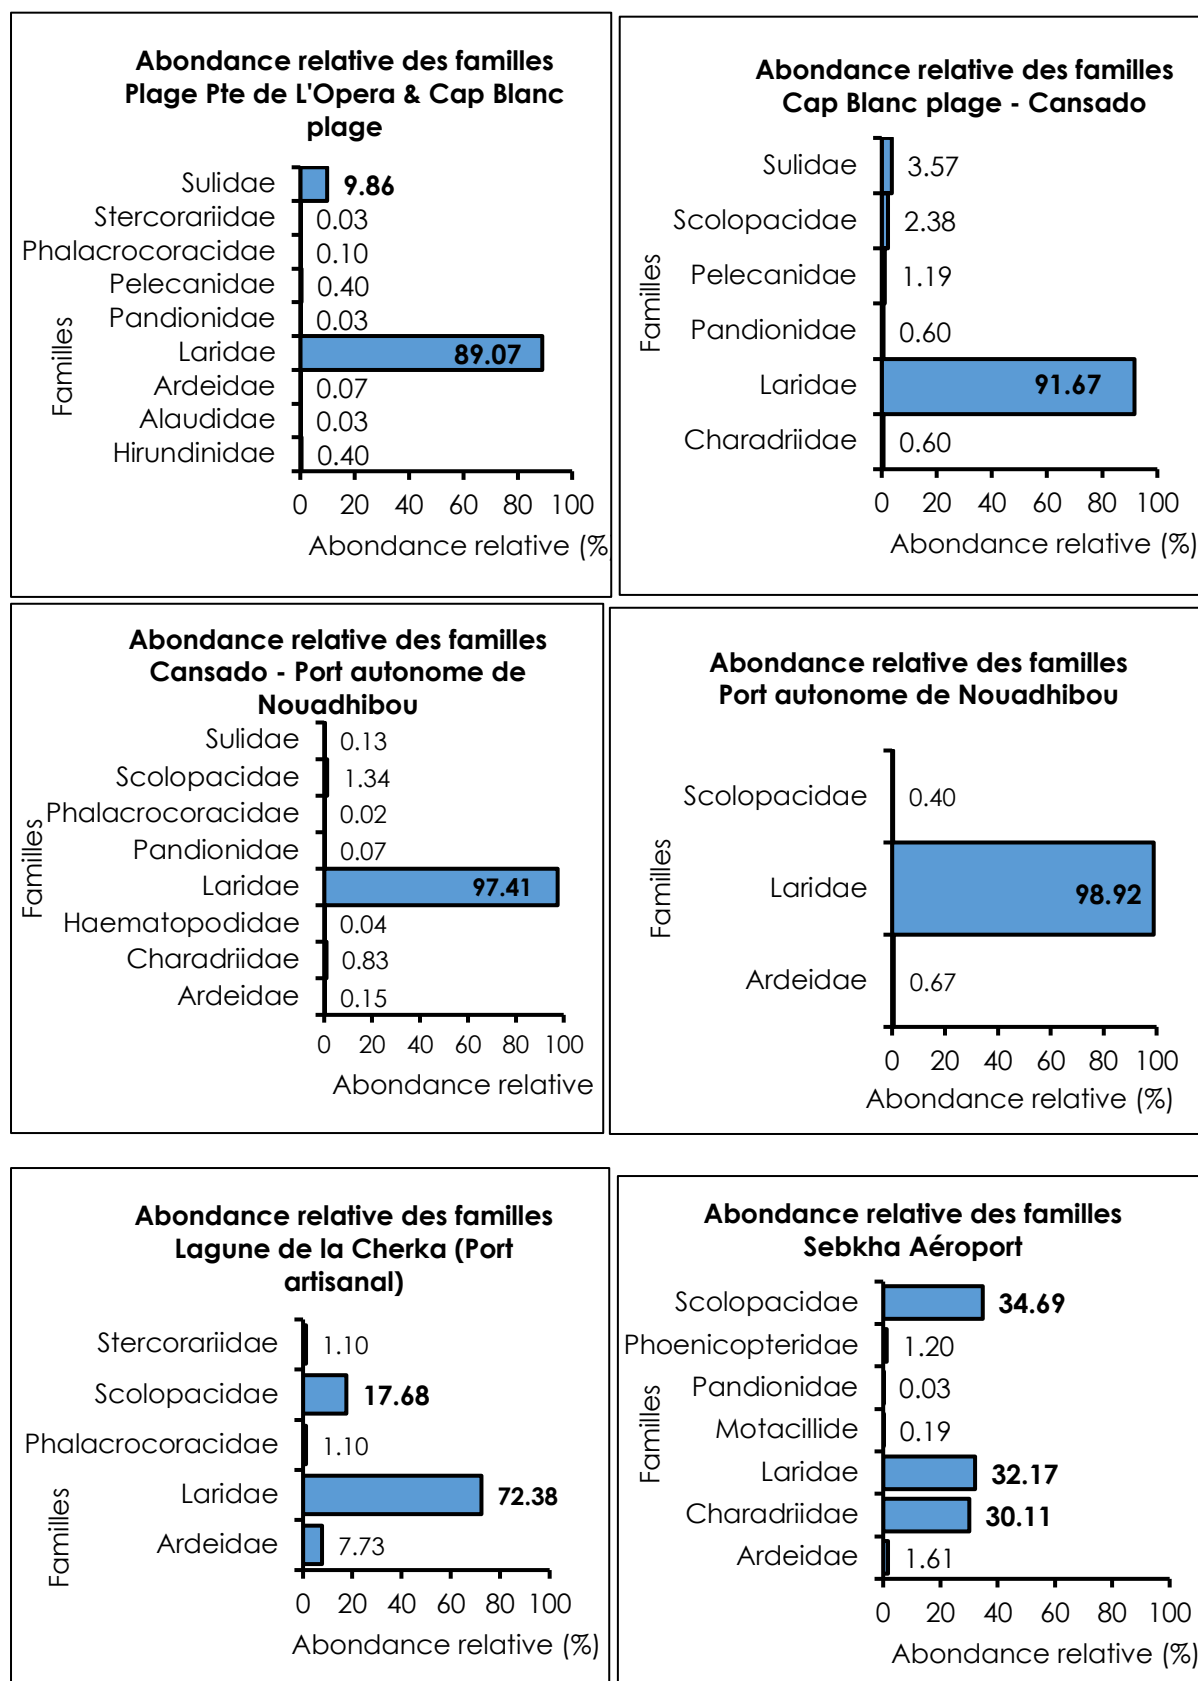 Abondance relative des familles
Plage Pte de L'Opera & Cap Blanc
plage
Familles
Sulidae 9.86
Stercorariidae 0.03
Phalacrocoracidae 0.10
Pelecanidae 0.40
Pandionidae 0.03
Laridae 89.07
Ardeidae 0.07
Alaudidae 0.03
Hirundinidae 0.40
0 20 40 60 80 100
Abondance relative (%
Abondance relative des familles
Cap Blanc plage - Cansado
Familles
Sulidae 3.57
Scolopacidae 2.38
Pelecanidae 1.19
Pandionidae 0.60
Laridae 91.67
Charadriidae 0.60
0 20 40 60 80 100
Abondance relative (%)
Abondance relative des familles
Cansado - Port autonome de
Nouadhibou
Familles
Sulidae 0.13
Scolopacidae 1.34
Phalacrocoracidae 0.02
Pandionidae 0.07
Laridae 97.41
Haematopodidae 0.04
Charadriidae 0.83
Ardeidae 0.15
0 20 40 60 80 100
Abondance relative
Abondance relative des familles
Port autonome de Nouadhibou
Familles
Scolopacidae 0.40
Laridae 98.92
Ardeidae 0.67
0 20 40 60 80 100
Abondance relative (%)
Abondance relative des familles
Lagune de la Cherka (Port
artisanal)
Familles
Stercorariidae 1.10
Scolopacidae 17.68
Phalacrocoracidae 1.10
Laridae 72.38
Ardeidae 7.73
0 20 40 60 80 100
Abondance relative (%)
Abondance relative des familles
Sebkha Aéroport
Familles
Scolopacidae 34.69
Phoenicopteridae 1.20
Pandionidae 0.03
Motacillide 0.19
Laridae 32.17
Charadriidae 30.11
Ardeidae 1.61
0 20 40 60 80 100
Abondance relative (%)